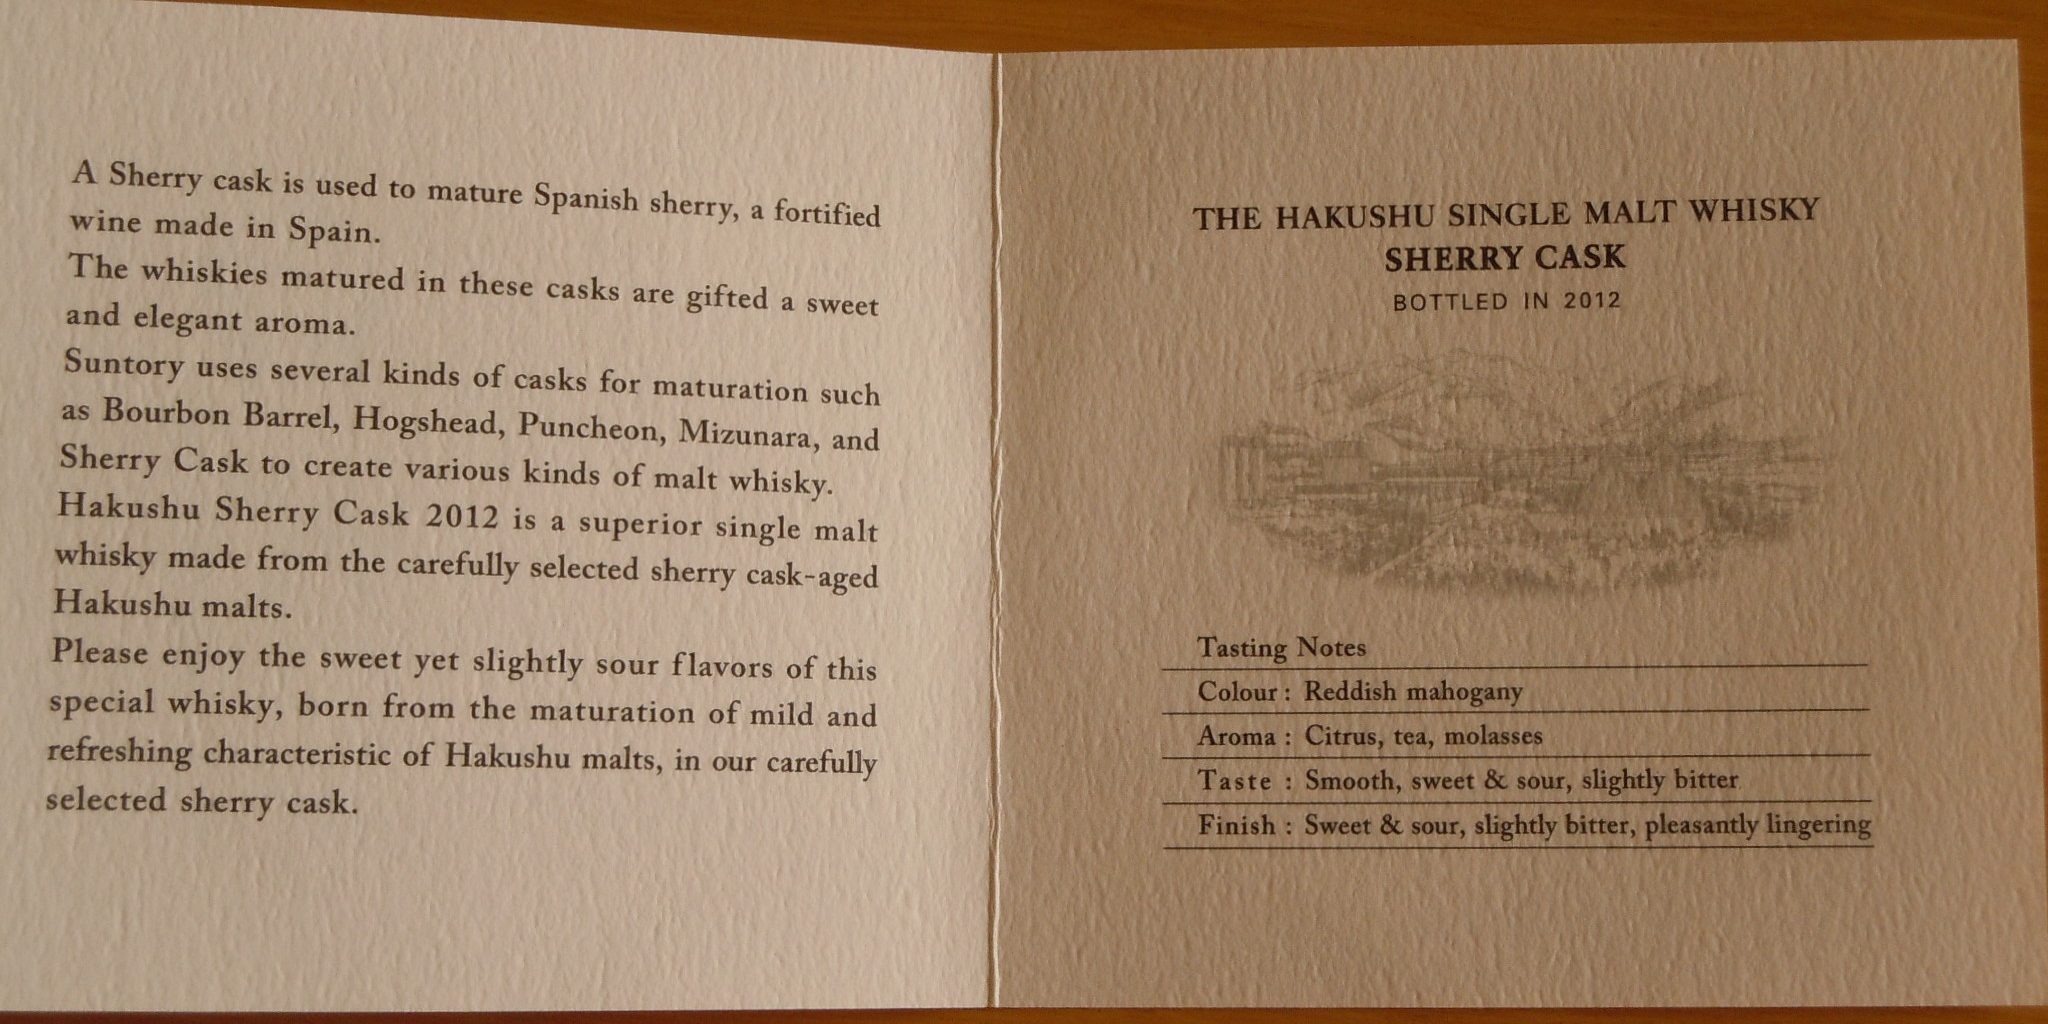 A Sherry cask is used to mature Spanish sherry, a fortified
wine made in Spain.
The whiskies matured in these casks are gifted a sweet
and elegant aroma.
Suntory uses several kinds of casks for maturation such
as Bourbon Barrel, Hogshead, Puncheon, Mizunara, and
Sherry Cask to create various kinds of malt whisky.
Hakushu Sherry Cask 2012 is a superior single malt
whisky made from the carefully selected sherry cask-aged
Hakushu malts.
Please enjoy the sweet yet slightly sour flavors of this
special whisky, born from the maturation of mild and
refreshing characteristic of Hakushu malts, in our carefully
selected sherry cask.
THE HAKUSHU SINGLE MALT WHISKY
SHERRY CASK
BOTTLED IN 2012
Tasting Notes
Colour : Reddish mahogany
Aroma : Citrus, tea, molasses
Taste : Smooth, sweet & sour, slightly bitter
Finish : Sweet & sour, slightly bitter, pleasantly lingering